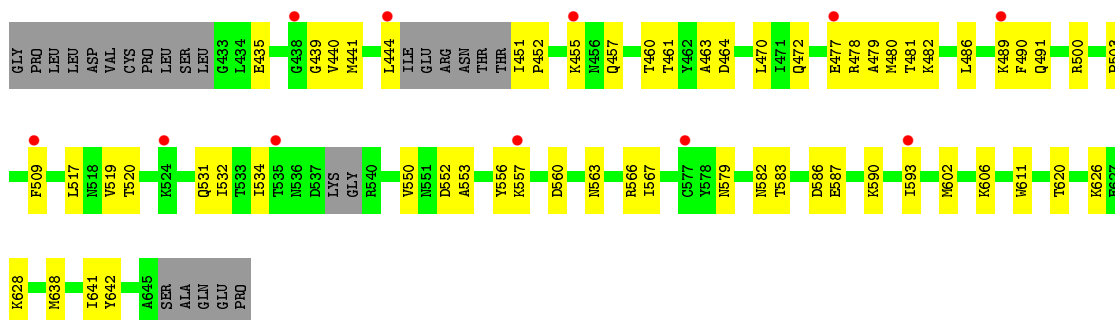 GLY PRO LEU LEU ASP VAL CYS PRO LEU SER LEU G433 L434 E435 G438 G439 V440 M441 L444 ILE GLU ARG ASN THR THR I451 P452 K455 N456 Q457 T460 T461 Y462 A463 D464 L470 I471 Q472 E477 R478 A479 M480 T481 K482 L486 K489 F490 Q491 R500
F509 L517 N518 V519 T520 K524 Q531 I532 T533 I534 T535 N536 D537 LYS GLY R540 V550 N551 D552 A553 Y556 K557 D560 N563 R566 I567 C577 Y578 N579 N582 T583 D586 E587 K590 I593 M602 K606 W611 T620 K626
K628 M638 I641 Y642 A645 SER ALA GLN GLU PRO